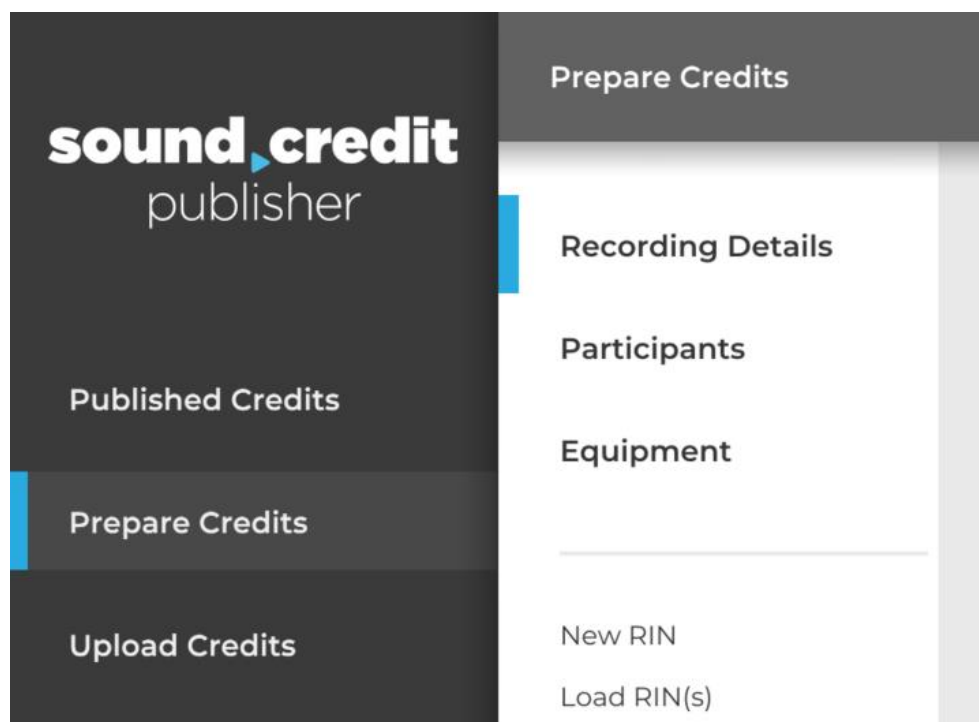 sound credit
publisher
Published Credits
Prepare Credits
Upload Credits
Prepare Credits
Recording Details
Participants
Equipment
New RIN
Load RIN(s)